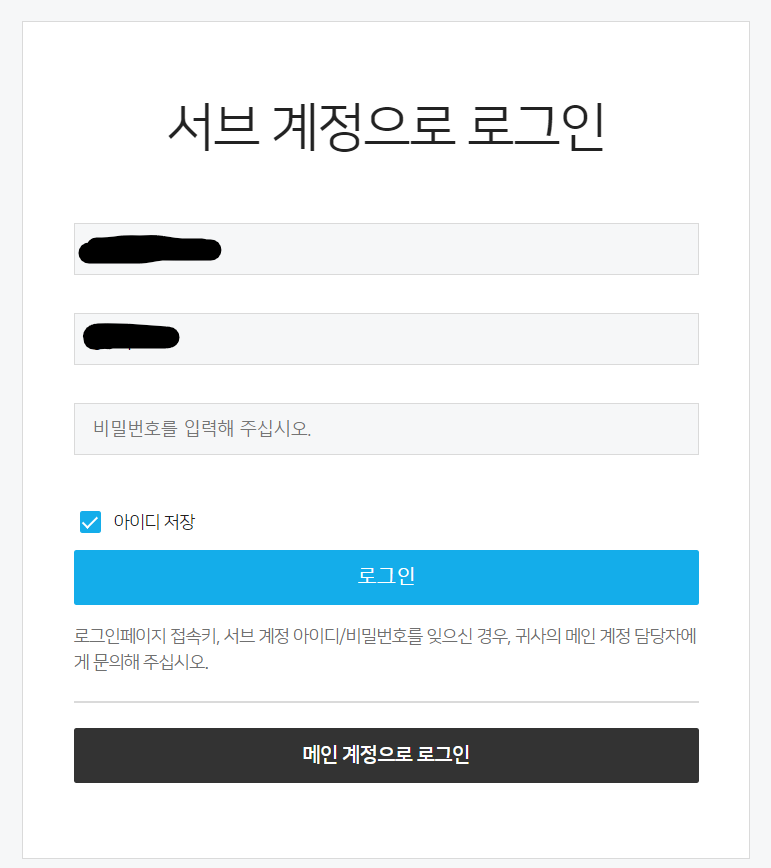 서브 계정으로 로그인
비밀번호를 입력해 주십시오.
아이디 저장
로그인
로그인페이지 접속키, 서브 계정 아이디/비밀번호를 잊으신 경우, 귀사의 메인 계정 담당자에
게 문의해 주십시오.
메인 계정으로 로그인